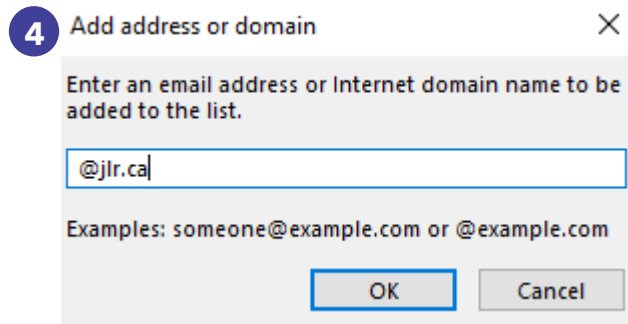 4
Add address or domain
Enter an email address or Internet domain name to be
added to the list.
@jlr.ca
Examples: someone@example.com or @example.com
OK Cancel